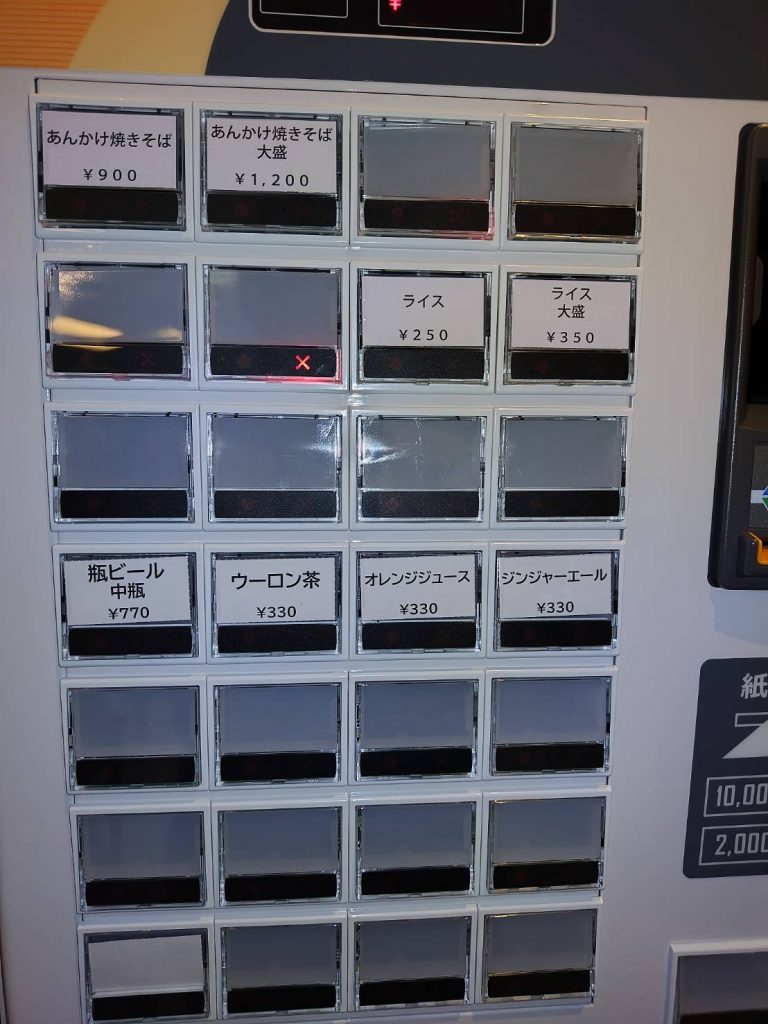 ¥
あんかけ焼きそば
¥900
あんかけ焼きそば
大盛
¥1,200
×
ライス
¥250
ライス
大盛
¥350
瓶ビール
中瓶
¥770
ウーロン茶
¥330
オレンジジュース
¥330
ジンジャーエール
¥330
紙
10,00
2,000